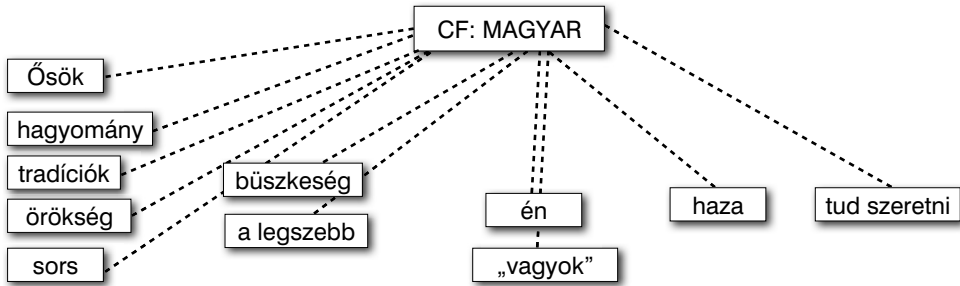 CF: MAGYAR
Ősök
hagyomány
tradíciók
örökség
sors
büszkeség
a legszebb
én
„vagyok”
haza
tud szeretni